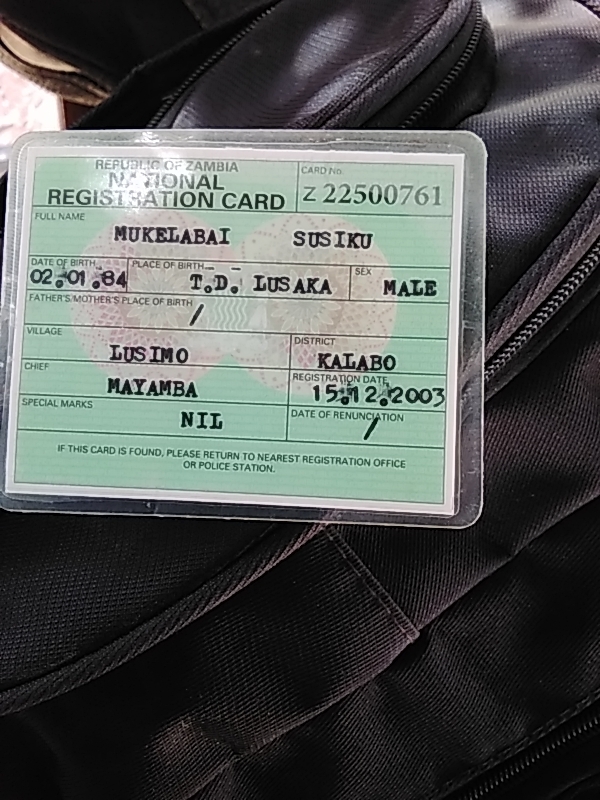 REPUBLIC OF ZAMBIA
NATIONAL
REGISTRATION CARD
CARD No.
Z 22500761
FULL NAME
MUKELABAI SUSIKU
DATE OF BIRTH
02.01.84
PLACE OF BIRTH
T.D. LUSAKA
SEX
MALE
FATHER'S/MOTHER'S PLACE OF BIRTH
/
VILLAGE
LUSIMO
DISTRICT
KALABO
CHIEF
MAYAMBA
REGISTRATION DATE
15.12.2003
SPECIAL MARKS
NIL
DATE OF RENUNCIATION
/
IF THIS CARD IS FOUND, PLEASE RETURN TO NEAREST REGISTRATION OFFICE
OR POLICE STATION.